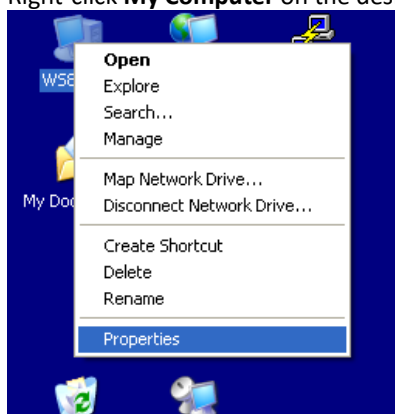 Right-click My Computer on the des
WS8
Open
Explore
Search...
Manage
Map Network Drive...
My Doc
Disconnect Network Drive...
Create Shortcut
Delete
Rename
Properties